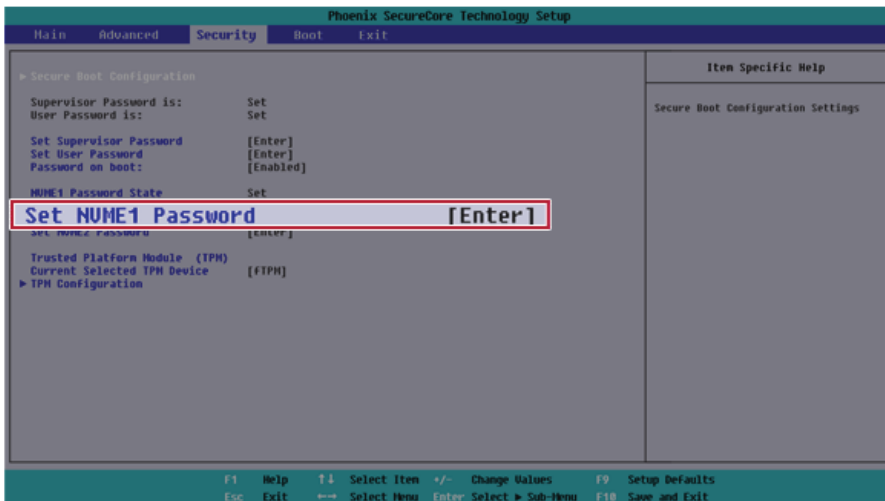 Phoenix SecureCore Technology Setup
Main Advanced Security Boot Exit
▶ Secure Boot Configuration
Supervisor Password is: Set
User Password is: Set
Set Supervisor Password [Enter]
Set User Password [Enter]
Password on boot: [Enabled]
NVME1 Password State Set
Set NVME1 Password [Enter]
Set NVME2 Password [Enter]
Trusted Platform Module (TPM)
Current Selected TPM Device [fTPM]
▶ TPM Configuration
Item Specific Help
Secure Boot Configuration Settings
F1 Help ↑↓ Select Item +/- Change Values F9 Setup Defaults
Esc Exit ←→ Select Menu Enter Select ▶ Sub-Menu F10 Save and Exit